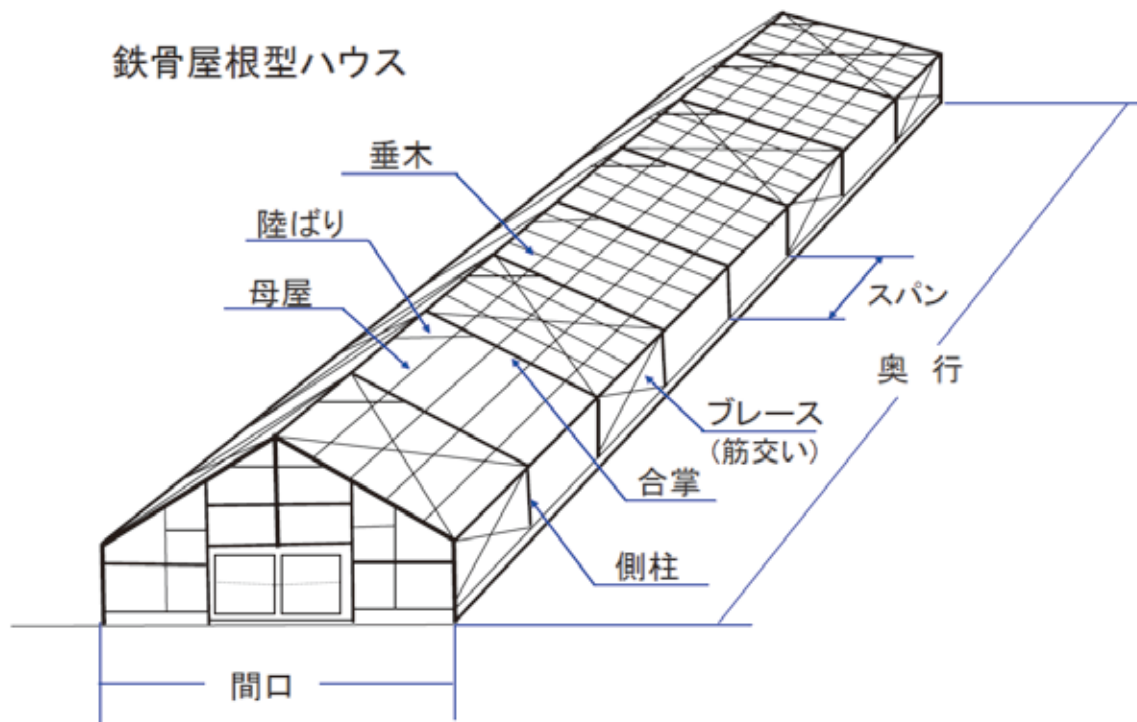 鉄骨屋根型ハウス
垂木
陸ばり
母屋
スパン
奥 行
ブレース
(筋交い)
合掌
側柱
間口